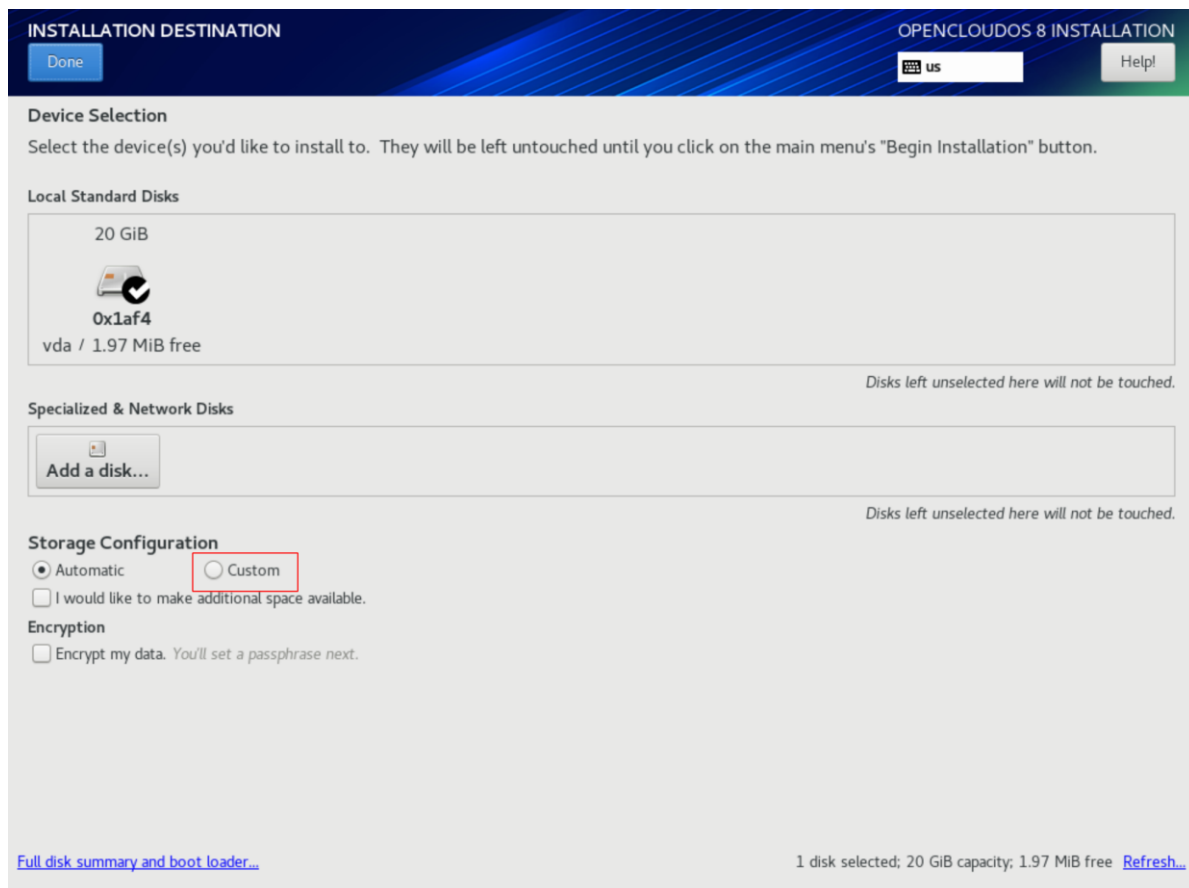 INSTALLATION DESTINATION
OPENCLOUDOS 8 INSTALLATION
Done
us
Help!
Device Selection
Select the device(s) you'd like to install to.  They will be left untouched until you click on the main menu's "Begin Installation" button.
Local Standard Disks
20 GiB
0x1af4
vda / 1.97 MiB free
Disks left unselected here will not be touched.
Specialized & Network Disks
Add a disk...
Disks left unselected here will not be touched.
Storage Configuration
Automatic
Custom
I would like to make additional space available.
Encryption
Encrypt my data. You'll set a passphrase next.
Full disk summary and boot loader...
1 disk selected; 20 GiB capacity; 1.97 MiB free Refresh...